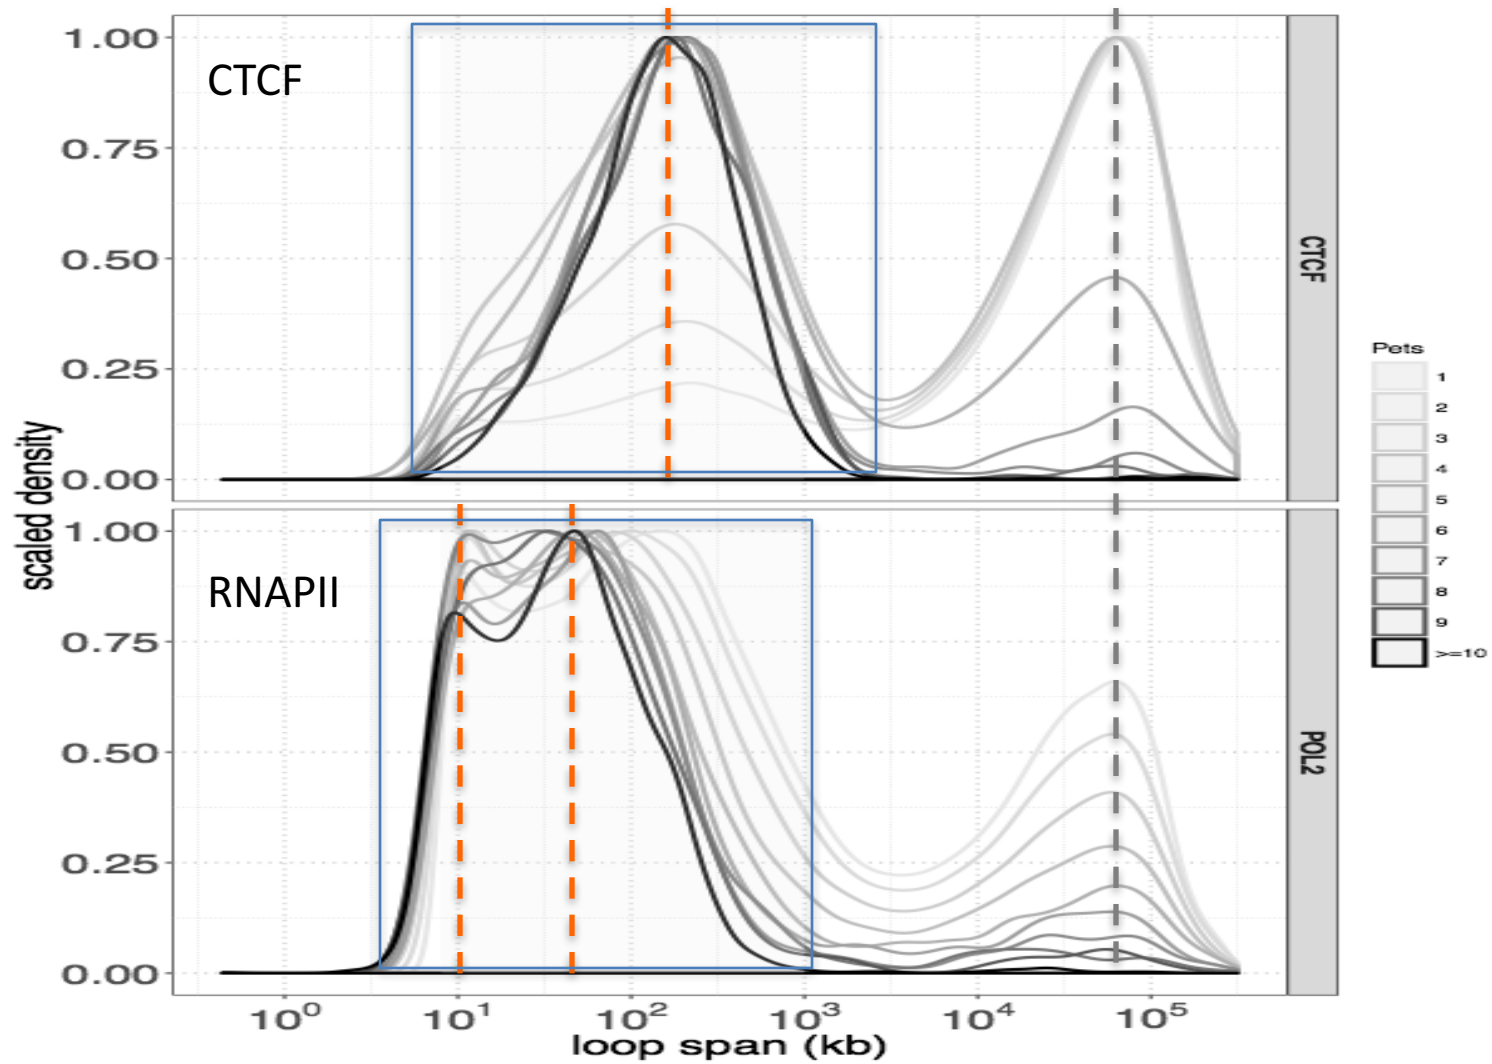 1.00
CTCF
0.75
0.50
0.25
0.00
CTCF
scaled density
1.00
RNAPII
0.75
0.50
0.25
0.00
POL2
10⁰ 10¹ 10² 10³ 10⁴ 10⁵
loop span (kb)
Pets
1
2
3
4
5
6
7
8
9
>=10